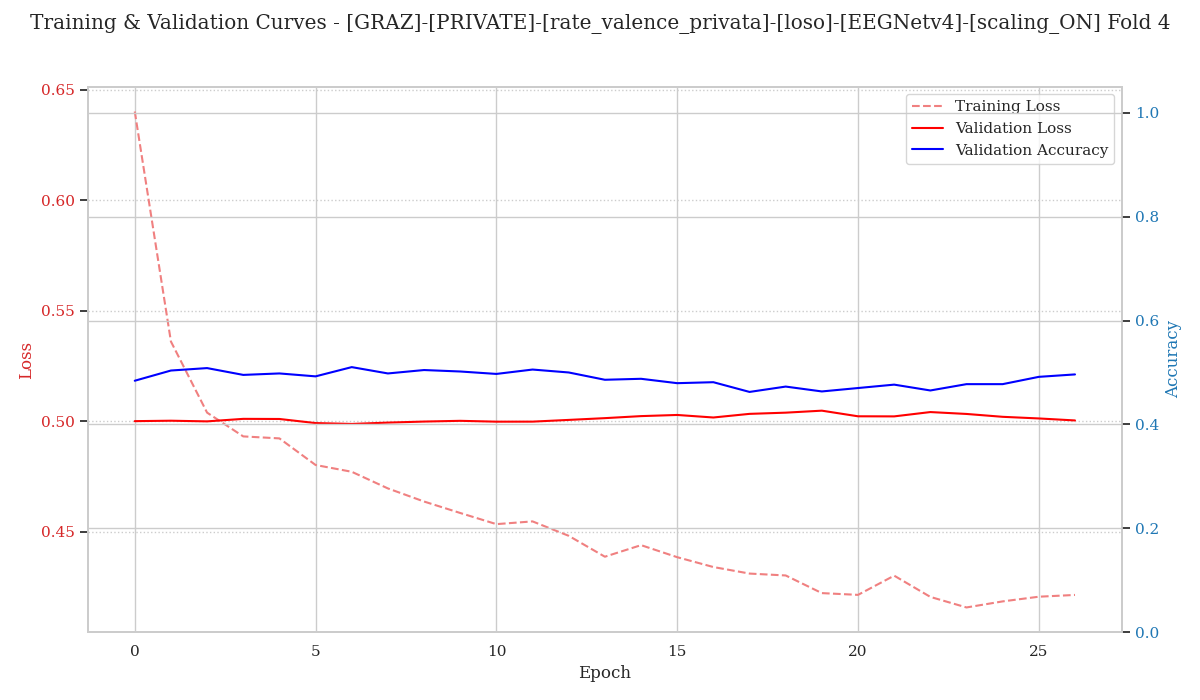 Training & Validation Curves - [GRAZ]-[PRIVATE]-[rate_valence_privata]-[loso]-[EEGNetv4]-[scaling_ON] Fold 4
Training Loss
Validation Loss
Validation Accuracy
Loss
0.65
0.60
0.55
0.50
0.45
Accuracy
1.0
0.8
0.6
0.4
0.2
0.0
0
5
10
15
20
25
Epoch